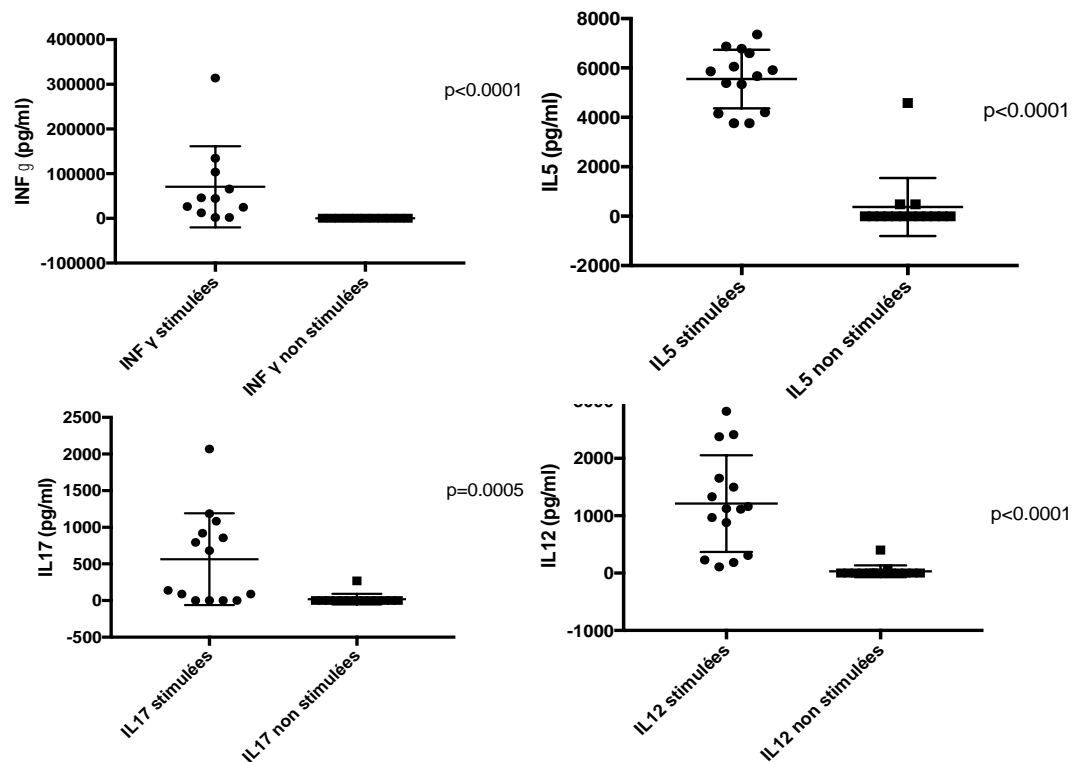 400000
300000
200000
100000
0
-100000
INF g (pg/ml)
p<0.0001
INF γ stimulées
INF γ non stimulées
8000
6000
4000
2000
0
-2000
IL5 (pg/ml)
p<0.0001
IL5 stimulées
IL5 non stimulées
2500
2000
1500
1000
500
0
-500
IL17 (pg/ml)
p=0.0005
IL17 stimulées
IL17 non stimulées
2000
1000
0
-1000
IL12 (pg/ml)
p<0.0001
IL12 stimulées
IL12 non stimulées